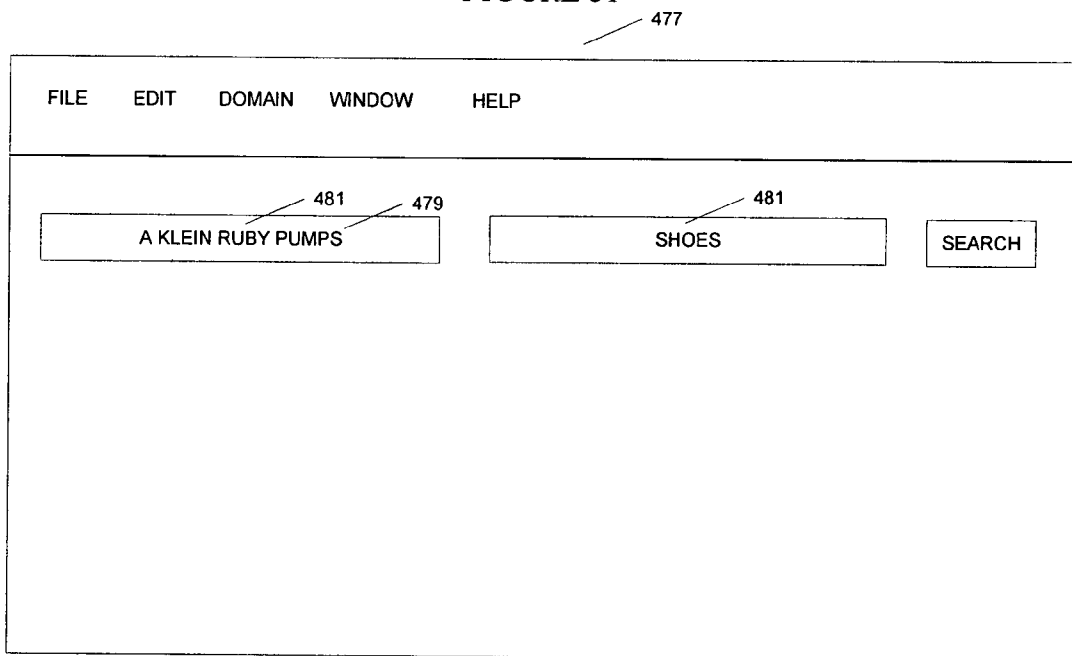 477
FILE EDIT DOMAIN WINDOW HELP
481 479 481
A KLEIN RUBY PUMPS SHOES SEARCH